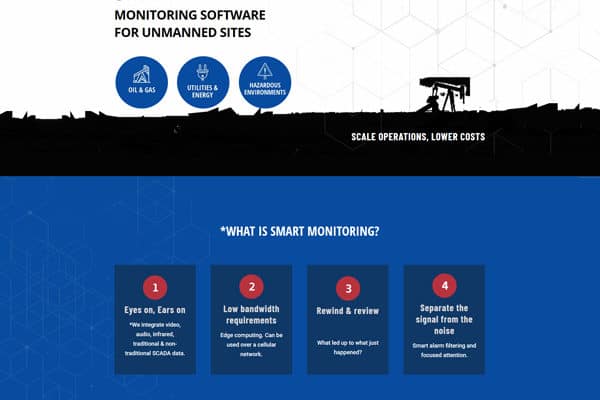 MONITORING SOFTWARE
FOR UNMANNED SITES
OIL & GAS
UTILITIES &
ENERGY
HAZARDOUS
ENVIRONMENTS
SCALE OPERATIONS, LOWER COSTS
*WHAT IS SMART MONITORING?
1
Eyes on, Ears on
*We integrate video,
audio, infrared,
traditional & non-
traditional SCADA data.
2
Low bandwidth
requirements
Edge computing. Can be
used over a cellular
network.
3
Rewind & review
What led up to what just
happened?
4
Separate the
signal from the
noise
Smart alarm filtering and
focused attention.